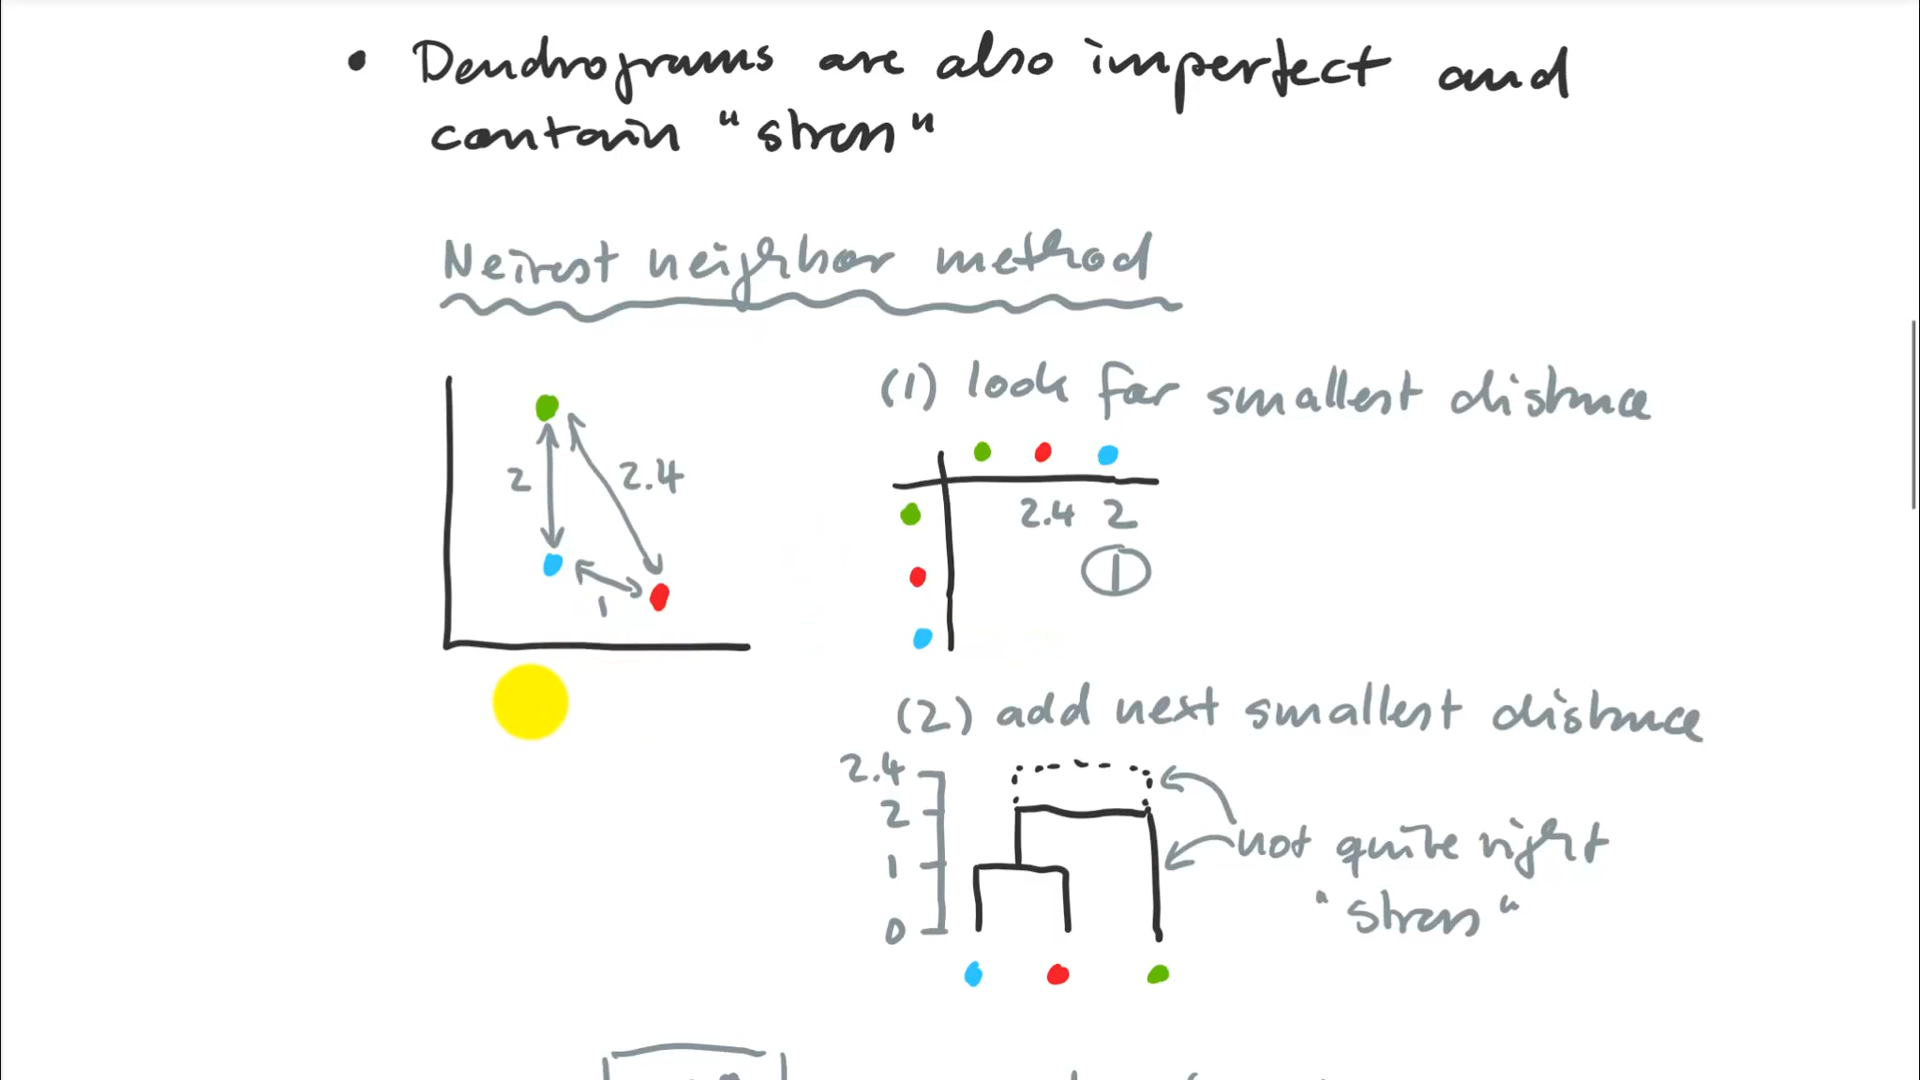 • Dendrograms are also imperfect and
contain "stress"
Neirest neighbor method
2
2.4
1
(1) look for smallest distance
2.4 2
1
(2) add next smallest distance
2.4
2
1
0
not quite right
"stress"